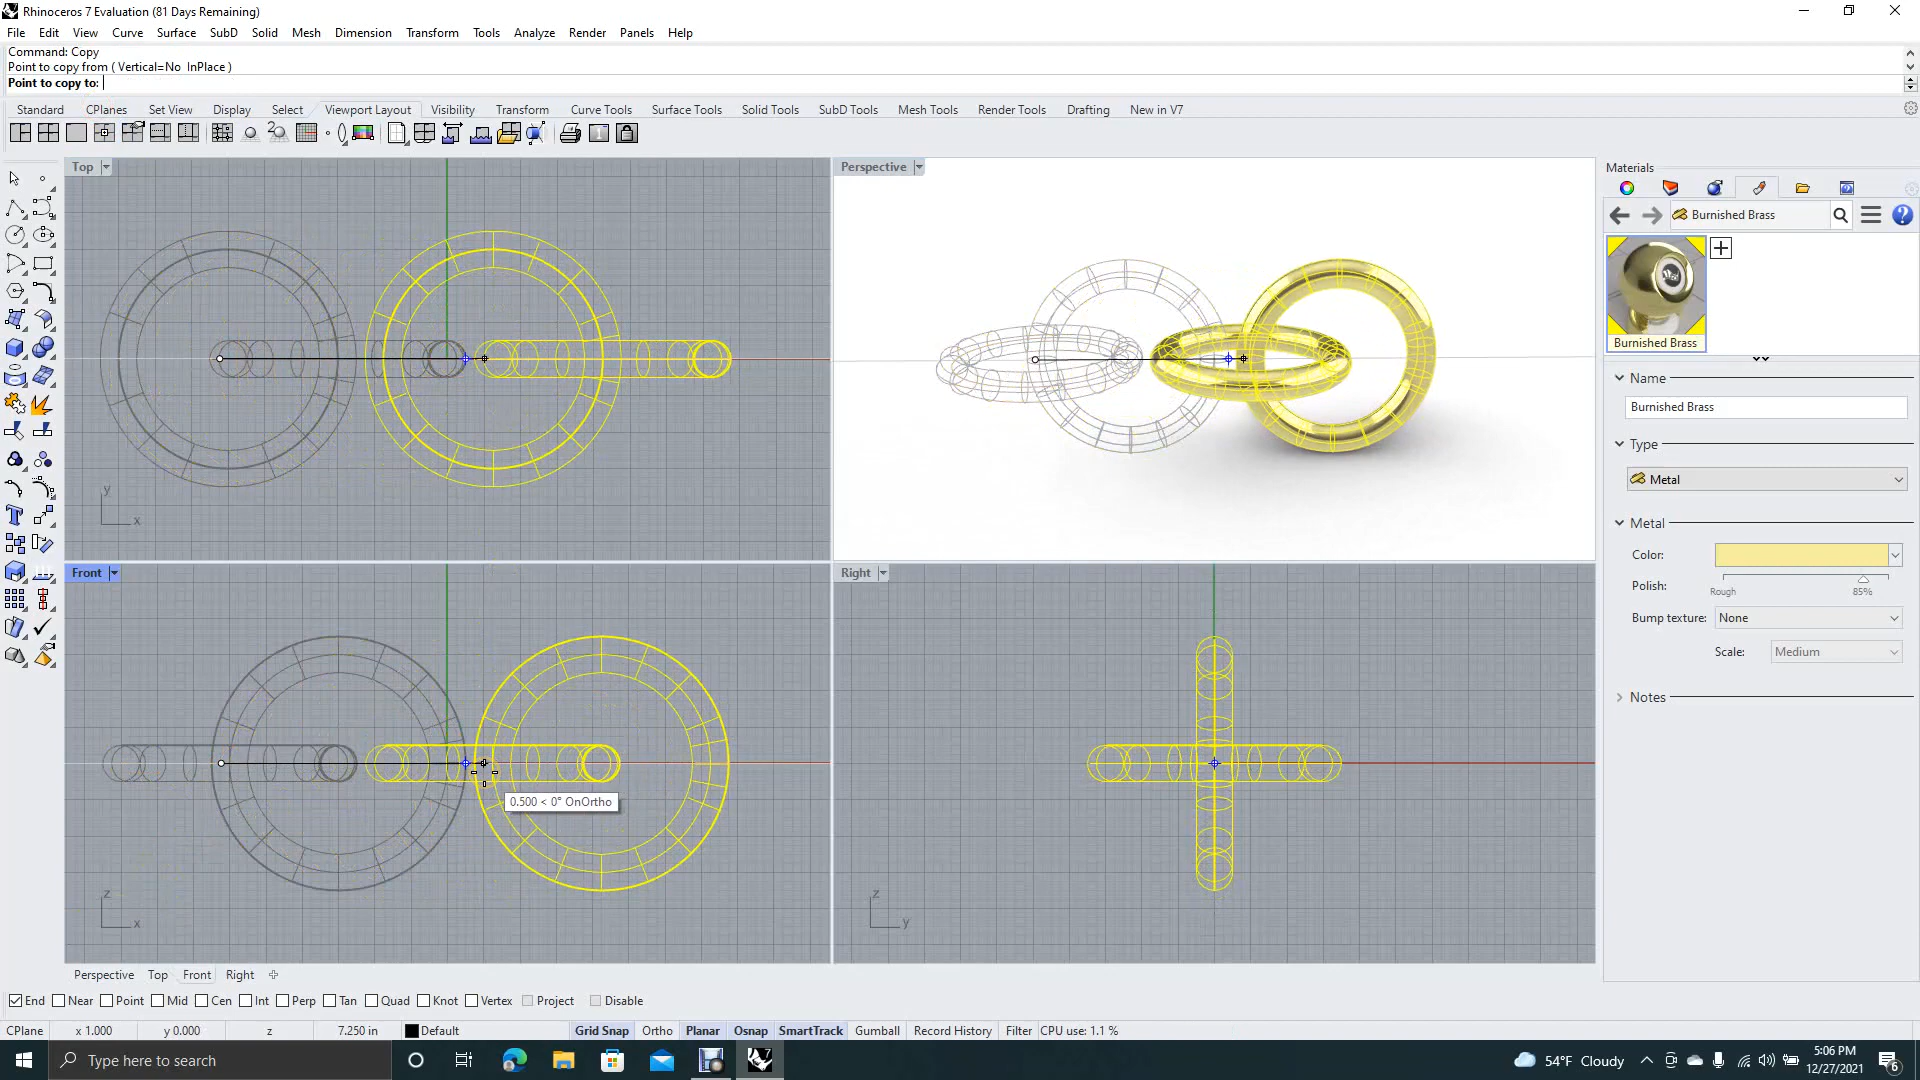 Rhinoceros 7 Evaluation (81 Days Remaining)
File Edit View Curve Surface SubD Solid Mesh Dimension Transform Tools Analyze Render Panels Help
Command: Copy
Point to copy from ( Vertical=No InPlace )
Point to copy to:
Standard CPlanes Set View Display Select Viewport Layout Visibility Transform Curve Tools Surface Tools Solid Tools SubD Tools Mesh Tools Render Tools Drafting New in V7
Top
Perspective
Materials
Burnished Brass
Burnished Brass
Name
Burnished Brass
Type
Metal
Metal
Color:
Polish:
Rough 85%
Bump texture: None
Scale: Medium
Notes
y
x
Front
Right
0.500 < 0° OnOrtho
z
x
z
y
Perspective Top Front Right
End Near Point Mid Cen Int Perp Tan Quad Knot Vertex Project Disable
CPlane x 1.000 y 0.000 z 7.250 in Default Grid Snap Ortho Planar Osnap SmartTrack Gumball Record History Filter CPU use: 1.1 %
Type here to search
54°F Cloudy
5:06 PM
12/27/2021
6